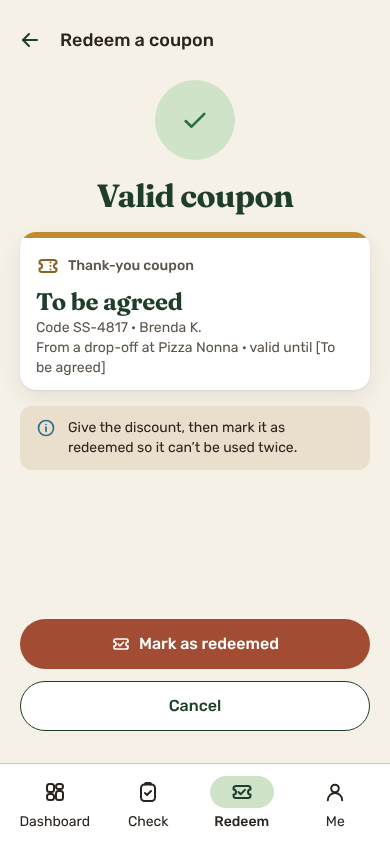 Redeem a coupon
Valid coupon
Thank-you coupon
To be agreed
Code SS-4817 • Brenda K.
From a drop-off at Pizza Nonna • valid until [To
be agreed]
Give the discount, then mark it as
redeemed so it can’t be used twice.
Mark as redeemed
Cancel
Dashboard
Check
Redeem
Me